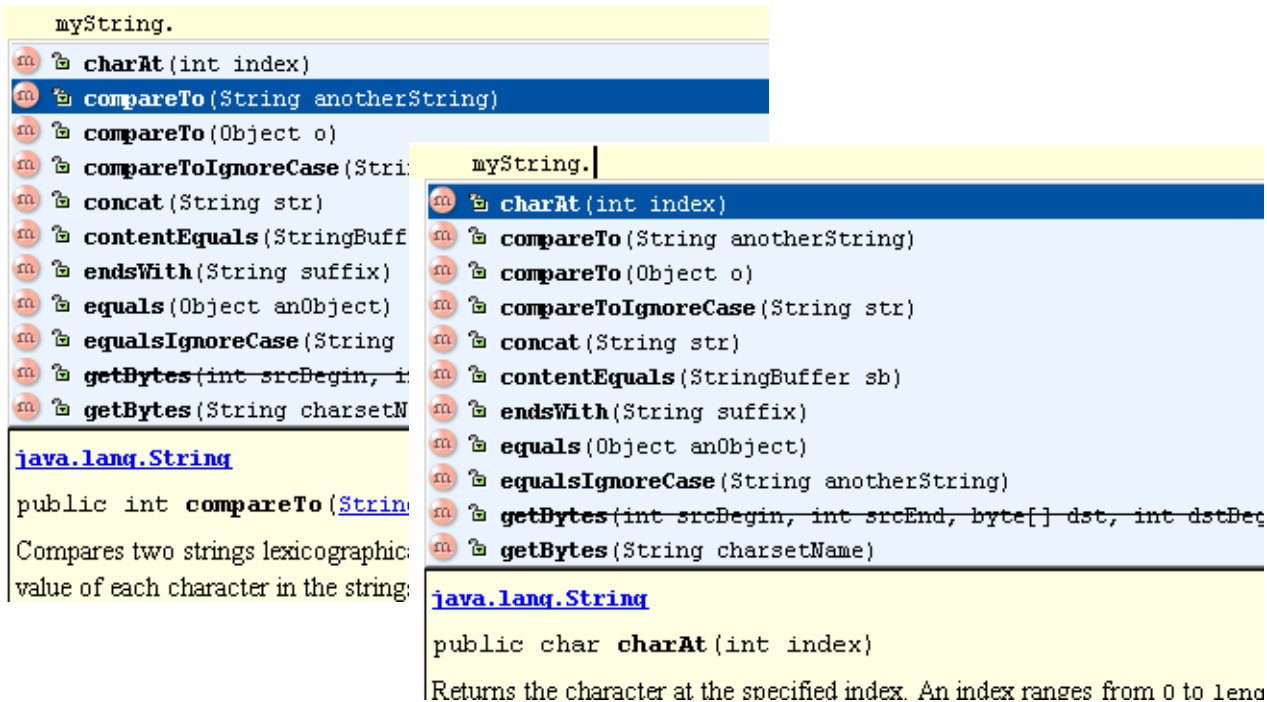 myString.
m charAt(int index)
m compareTo(String anotherString)
m compareTo(Object o)
m compareToIgnoreCase(Stri
m concat(String str)
m contentEquals(StringBuff
m endsWith(String suffix)
m equals(Object anObject)
m equalsIgnoreCase(String
m getBytes(int srcBegin, i
m getBytes(String charsetN
java.lang.String
public int compareTo(Strin
Compares two strings lexicographica
value of each character in the strings
myString.
m charAt(int index)
m compareTo(String anotherString)
m compareTo(Object o)
m compareToIgnoreCase(String str)
m concat(String str)
m contentEquals(StringBuffer sb)
m endsWith(String suffix)
m equals(Object anObject)
m equalsIgnoreCase(String anotherString)
m getBytes(int srcBegin, int srcEnd, byte[] dst, int dstBeg
m getBytes(String charsetName)
java.lang.String
public char charAt(int index)
Returns the character at the specified index. An index ranges from 0 to leng